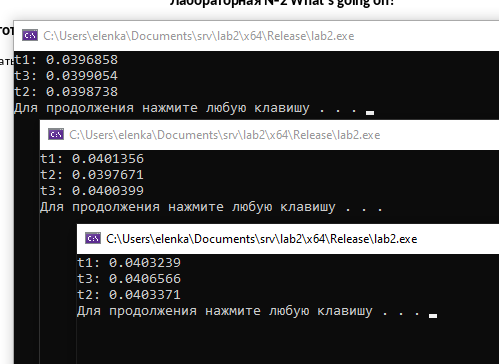 Лабораторная №2 What's going on?
C:\Users\elenka\Documents\srv\lab2\x64\Release\lab2.exe
t1: 0.0396858
t3: 0.0399054
t2: 0.0398738
Для продолжения нажмите любую клавишу . . .
C:\Users\elenka\Documents\srv\lab2\x64\Release\lab2.exe
t1: 0.0401356
t2: 0.0397671
t3: 0.0400399
Для продолжения нажмите любую клавишу . . .
C:\Users\elenka\Documents\srv\lab2\x64\Release\lab2.exe
t1: 0.0403239
t3: 0.0406566
t2: 0.0403371
Для продолжения нажмите любую клавишу . . .